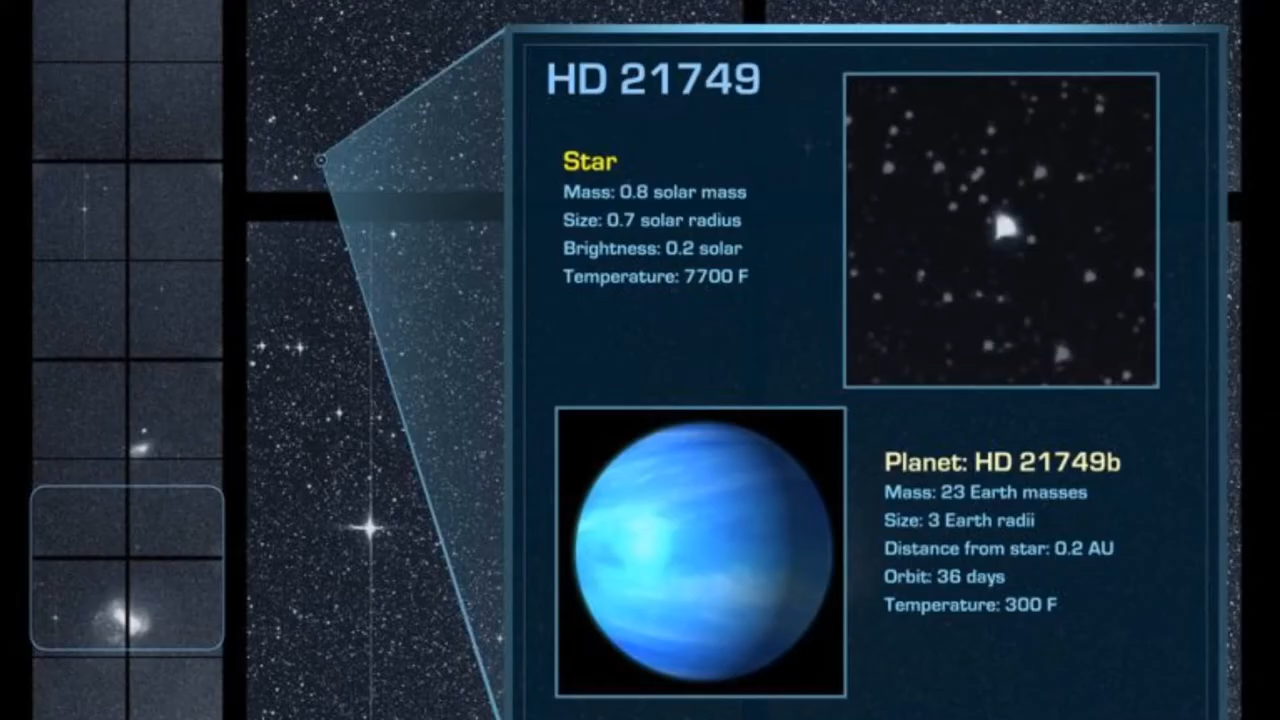 HD 21749
Star
Mass: 0.8 solar mass
Size: 0.7 solar radius
Brightness: 0.2 solar
Temperature: 7700 F
Planet: HD 21749b
Mass: 23 Earth masses
Size: 3 Earth radii
Distance from star: 0.2 AU
Orbit: 36 days
Temperature: 300 F